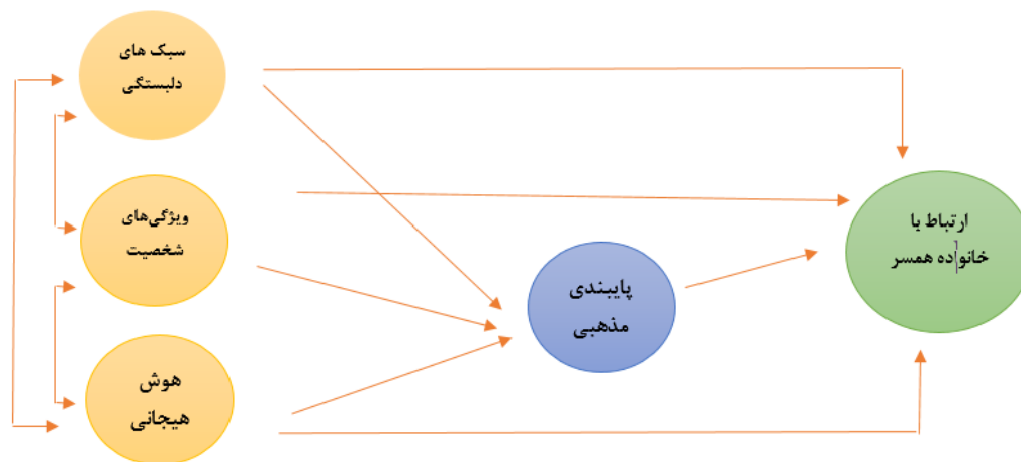 سبک های
دلبستگی
ویژگی‌های
شخصیت
هوش
هیجانی
پایبندی
مذهبی
ارتباط با
خانواده همسر